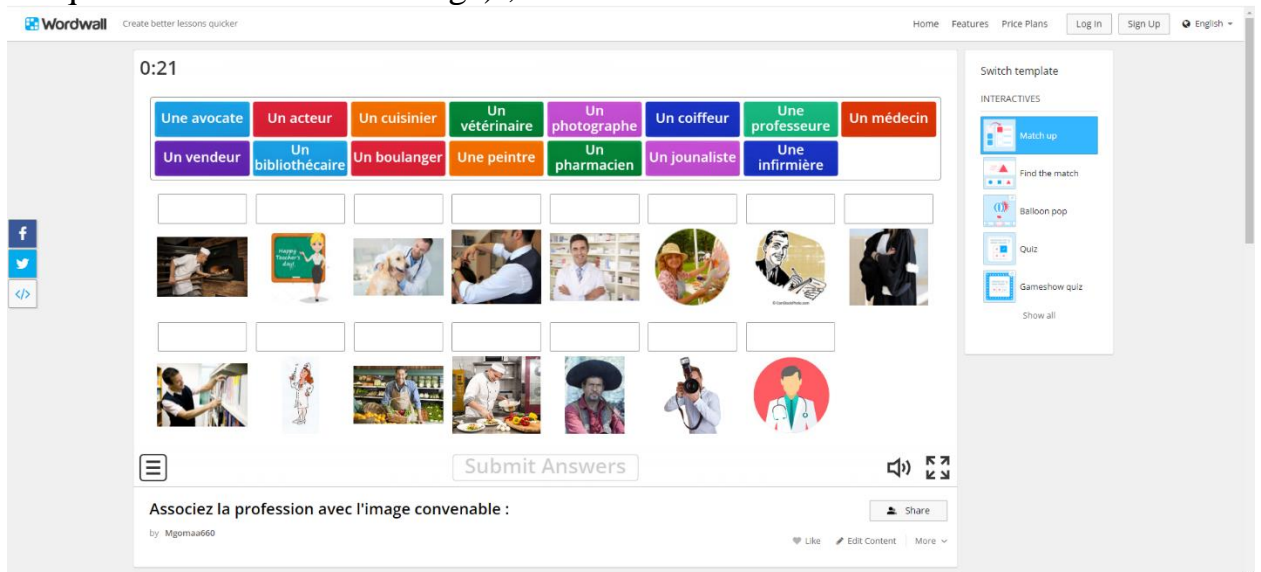 Wordwall Create better lessons quicker Home Features Price Plans Log In Sign Up English
0:21
Une avocate Un acteur Un cuisinier Un vétérinaire Un photographe Un coiffeur Une professeure Un médecin
Un vendeur Un bibliothécaire Un boulanger Une peintre Un pharmacien Un jounaliste Une infirmière
Happy Teacher's day!
Submit Answers
Associez la profession avec l'image convenable :
by Mgomaa660
Share
Like Edit Content More
Switch template
INTERACTIVES
Match up
Find the match
Balloon pop
Quiz
Gameshow quiz
Show all